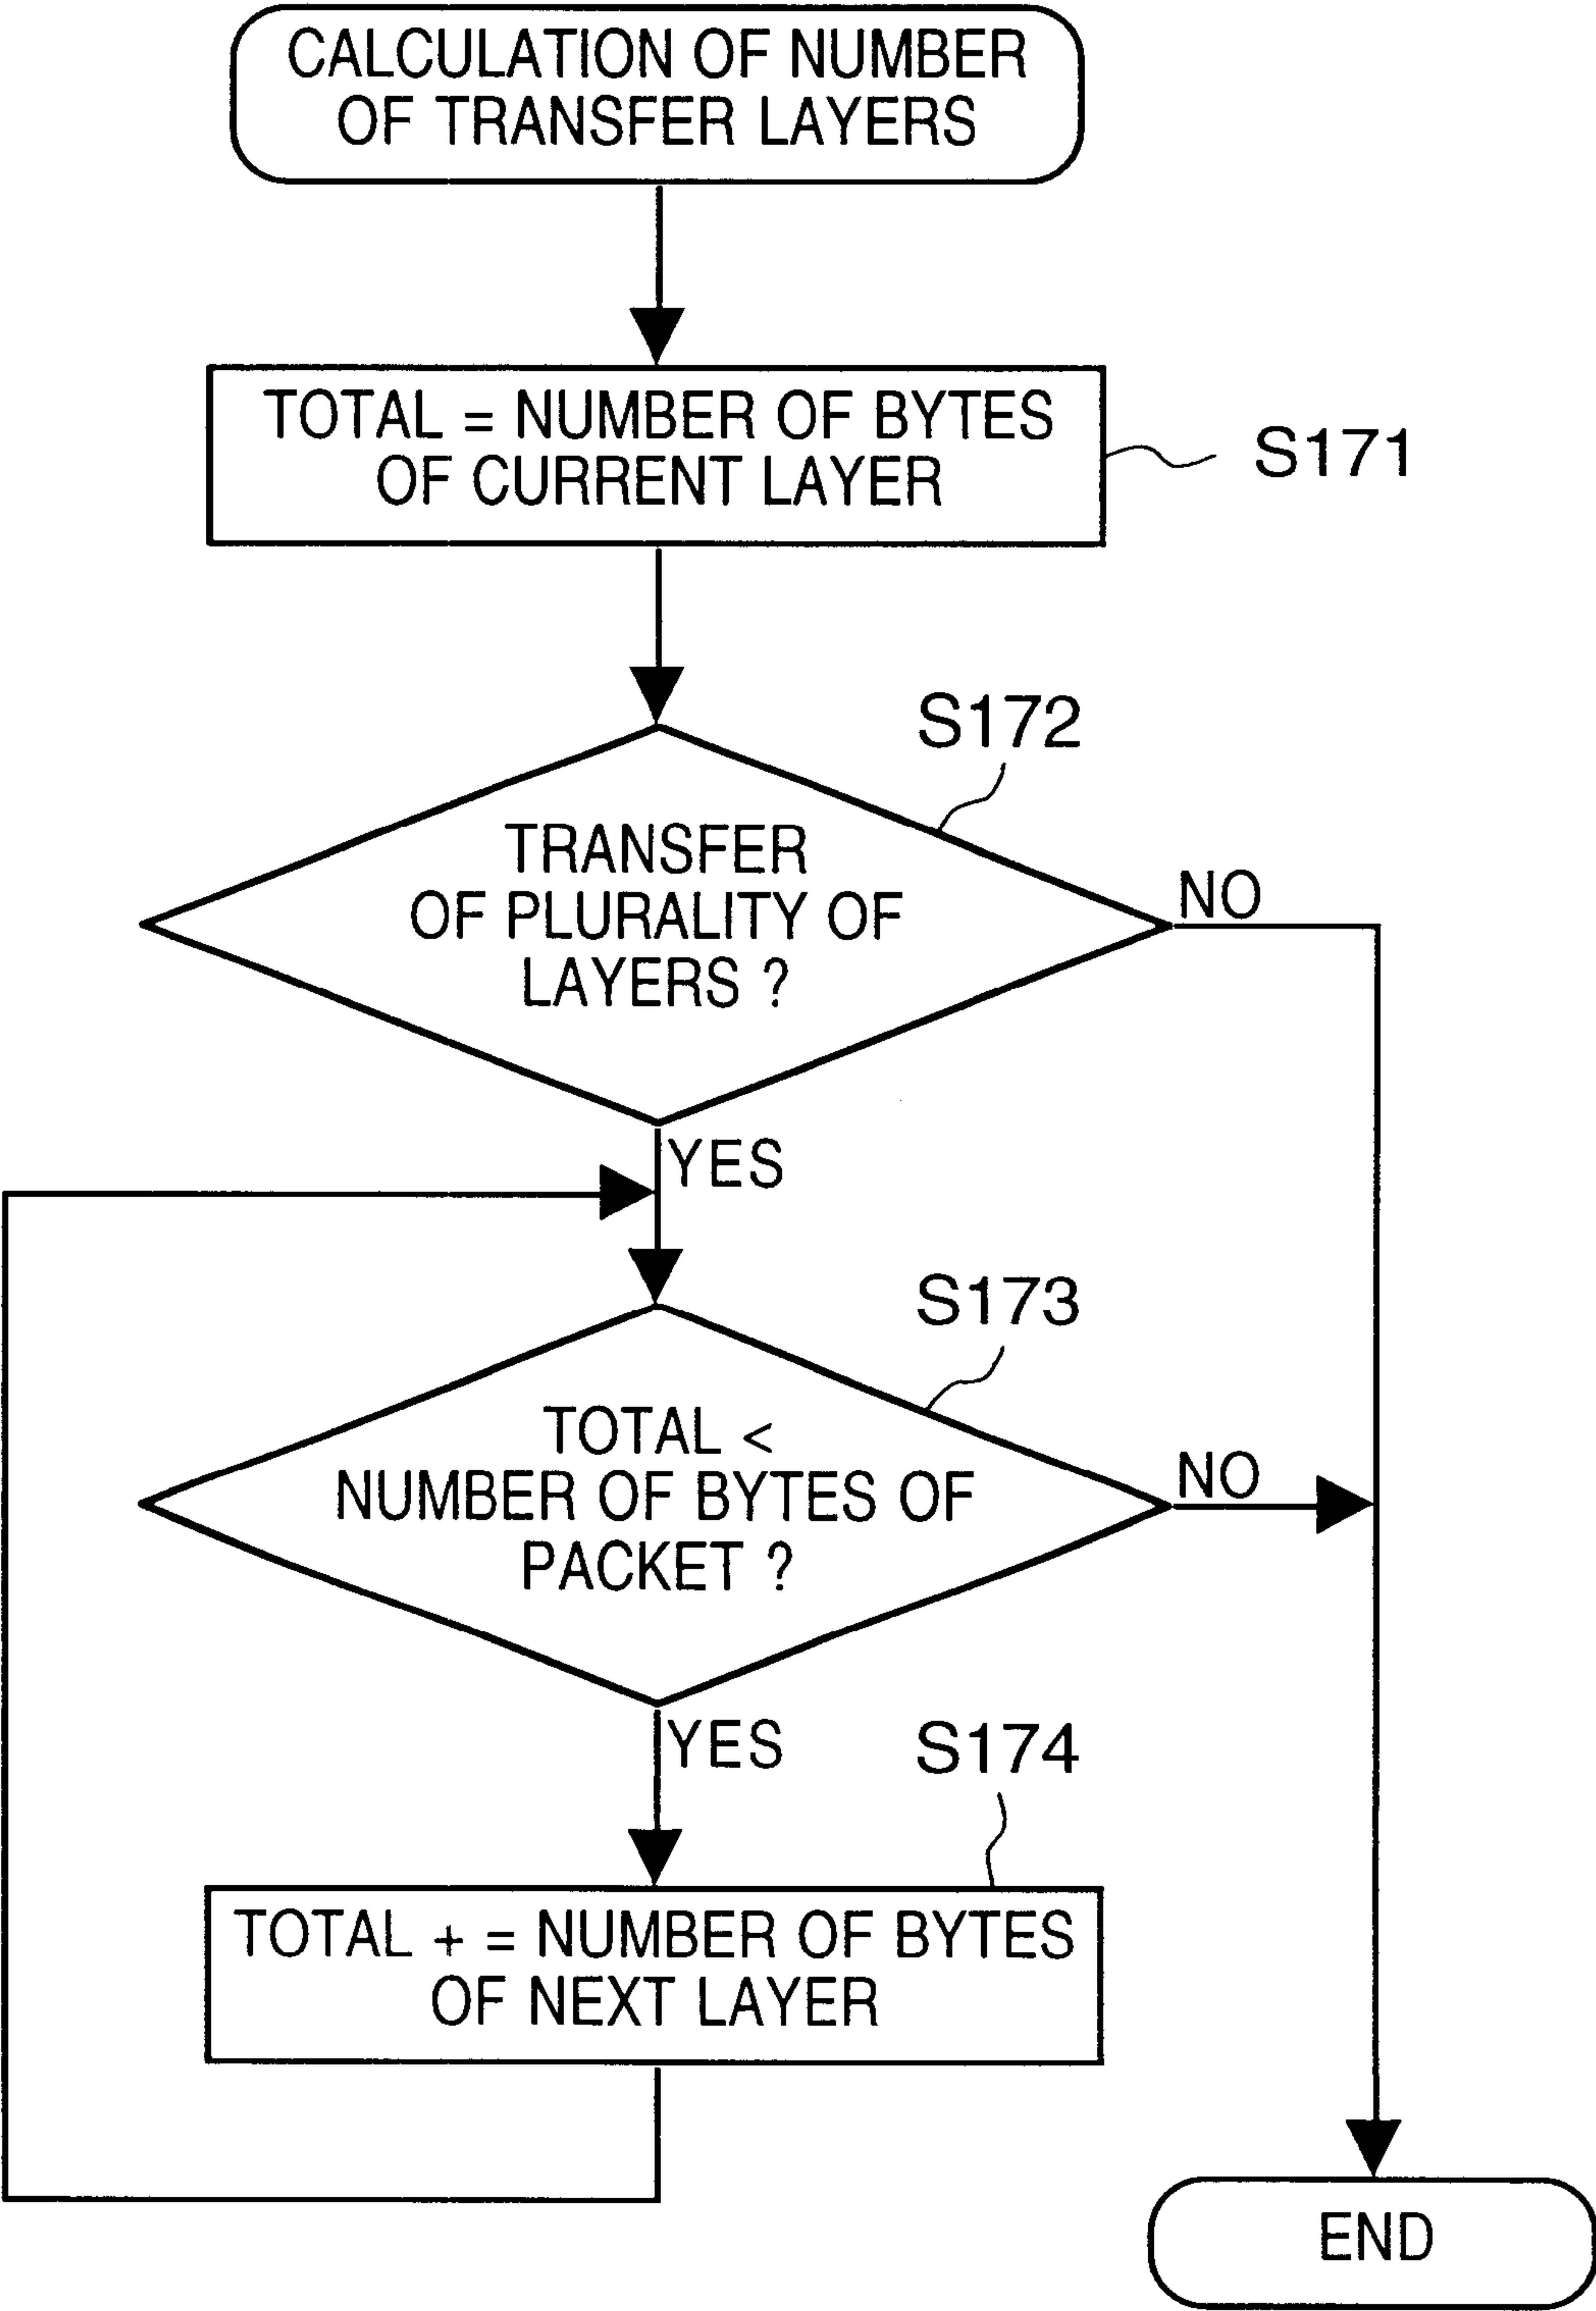 CALCULATION OF NUMBER
OF TRANSFER LAYERS
TOTAL = NUMBER OF BYTES
OF CURRENT LAYER
S171
S172
TRANSFER
OF PLURALITY OF
LAYERS ?
NO
YES
S173
TOTAL <
NUMBER OF BYTES OF
PACKET ?
NO
YES
S174
TOTAL + = NUMBER OF BYTES
OF NEXT LAYER
END